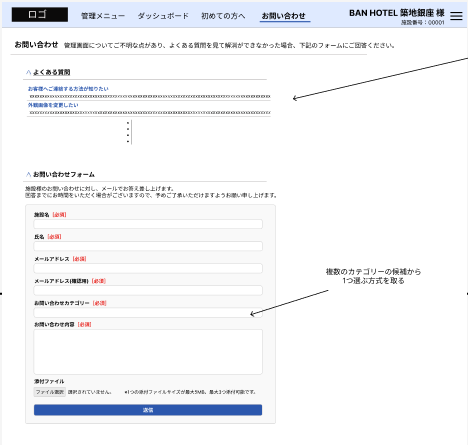 ロゴ 管理メニュー ダッシュボード 初めての方へ お問い合わせ BAN HOTEL 築地銀座 様
施設番号：00001
お問い合わせ 管理画面についてご不明な点があり、よくある質問を見て解消ができなかった場合、下記のフォームにご回答ください。
よくある質問
お客様へご連絡する方法が知りたい
外観画像を変更したい
お問い合わせフォーム
施設様のお問い合わせに対し、メールでお答え差し上げます。
回答までにお時間をいただく場合がございますので、予めご了承いただけますようお願い申し上げます。
施設名 [必須]
氏名 [必須]
メールアドレス [必須]
メールアドレス(確認用) [必須]
お問い合わせカテゴリー [必須]
お問い合わせ内容 [必須]
添付ファイル
ファイル選択 選択されていません。 ※1つの添付ファイルサイズが最大5MB、最大3つ添付可能です。
送信
複数のカテゴリーの候補から
1つ選ぶ方式を取る